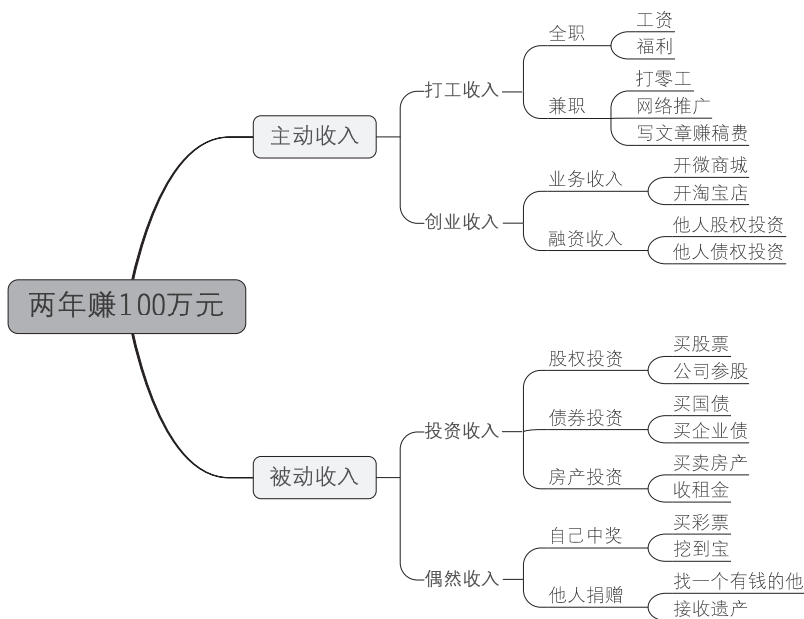 两年赚100万元
主动收入
打工收入
全职
工资
福利
兼职
打零工
网络推广
写文章赚稿费
创业收入
业务收入
开微商城
开淘宝店
融资收入
他人股权投资
他人债权投资
被动收入
投资收入
股权投资
买股票
公司参股
债券投资
买国债
买企业债
房产投资
买卖房产
收租金
偶然收入
自己中奖
买彩票
挖到宝
他人捐赠
找一个有钱的他
接收遗产